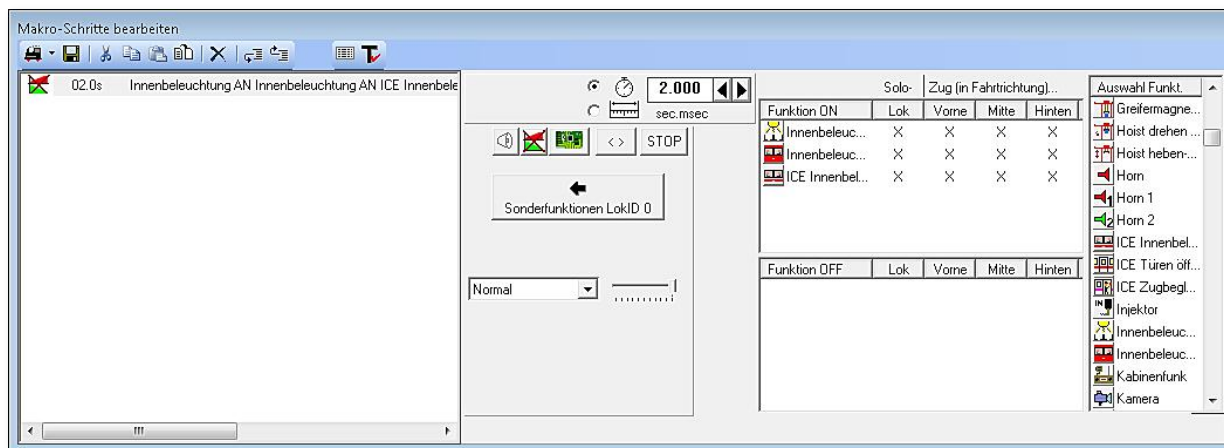 Makro-Schritte bearbeiten
02.0s Innenbeleuchtung AN Innenbeleuchtung AN ICE Innenbele
2.000
sec.msec
< > STOP
Sonderfunktionen LokID 0
Normal
Solo- Zug (in Fahrtrichtung)...
Funktion ON Lok Vorne Mitte Hinten
Innenbeleuc... X X X X
Innenbeleuc... X X X X
ICE Innenbel... X X X X
Funktion OFF Lok Vorne Mitte Hinten
Auswahl Funkt.
Greifermagne...
Hoist drehen ...
Hoist heben-...
Horn
1 Horn 1
2 Horn 2
ICE Innenbel...
ICE Türen öff...
ICE Zugbegl...
IN Injektor
Innenbeleuc...
Innenbeleuc...
Kabinenfunk
Kamera